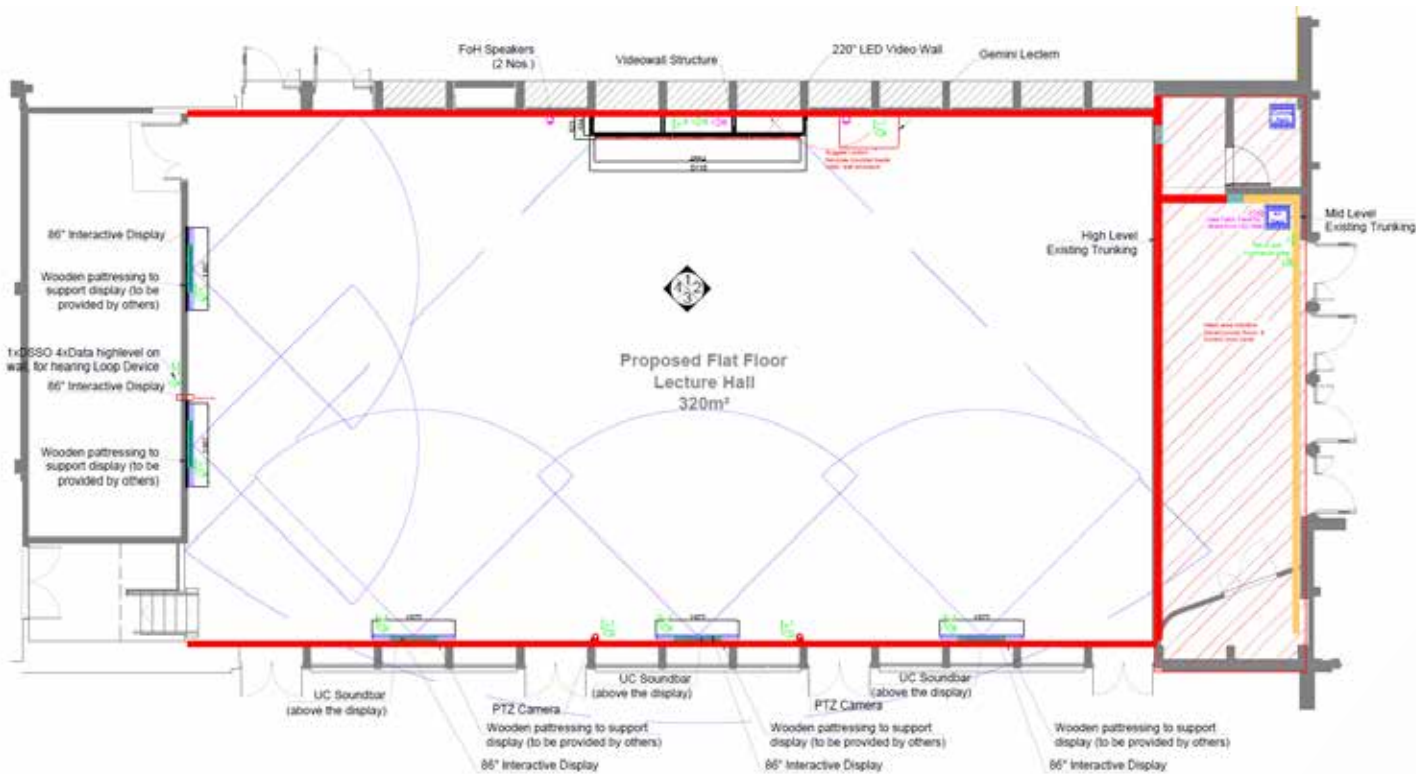 FoH Speakers
(2 Nos.)
Videowall Structure
220" LED Video Wall
Gemini Lectern
86" Interactive Display
Wooden pattressing to
support display (to be
provided by others)
1xDSSO 4xData highlevel on
wall, for hearing Loop Device
86" Interactive Display
Wooden pattressing to
support display (to be
provided by others)
1
4 2
3
Proposed Flat Floor
Lecture Hall
320m²
High Level
Existing Trunking
Mid Level
Existing Trunking
UC Soundbar
(above the display)
PTZ Camera
UC Soundbar
(above the display)
PTZ Camera
UC Soundbar
(above the display)
Wooden pattressing to support
display (to be provided by others)
86" Interactive Display
Wooden pattressing to support
display (to be provided by others)
86" Interactive Display
Wooden pattressing to support
display (to be provided by others)
86" Interactive Display